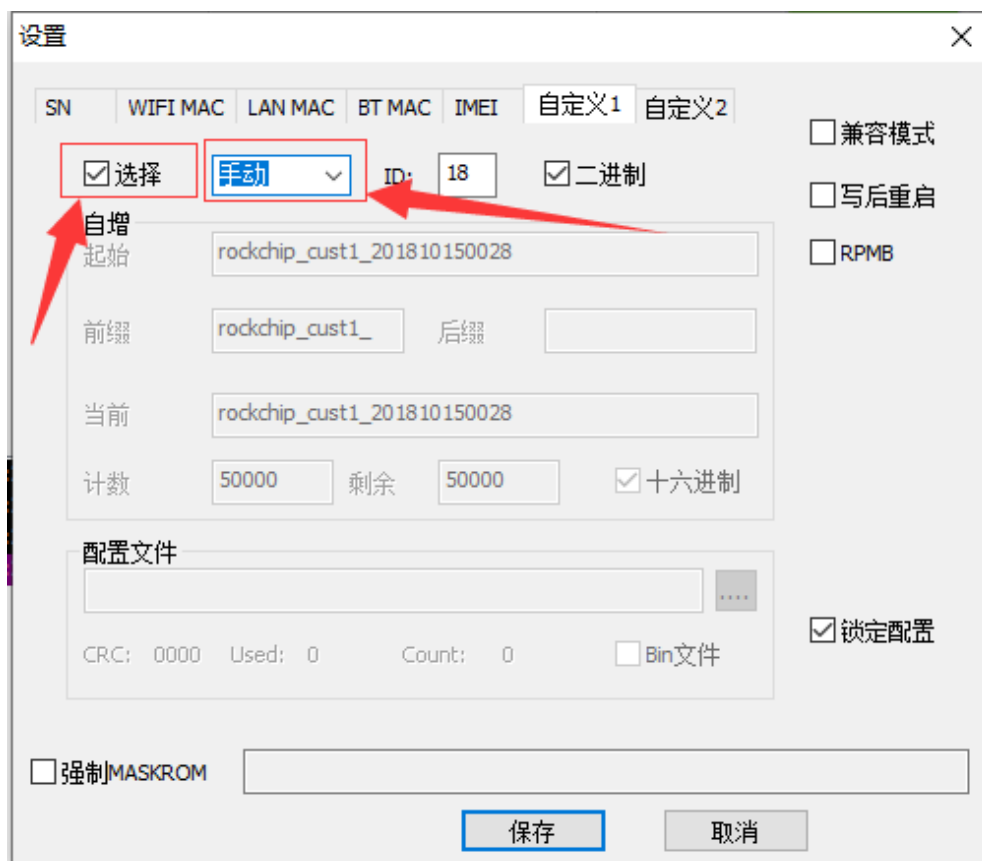 设置
SN WIFI MAC LAN MAC BT MAC IMEI 自定义1 自定义2
兼容模式
选择 手动 ID: 18 二进制
写后重启
自增
起始 rockchip_cust1_201810150028
RPMB
前缀 rockchip_cust1_ 后缀
当前 rockchip_cust1_201810150028
计数 50000 剩余 50000 十六进制
配置文件
....
锁定配置
CRC: 0000 Used: 0 Count: 0 Bin文件
强制MASKROM
保存 取消